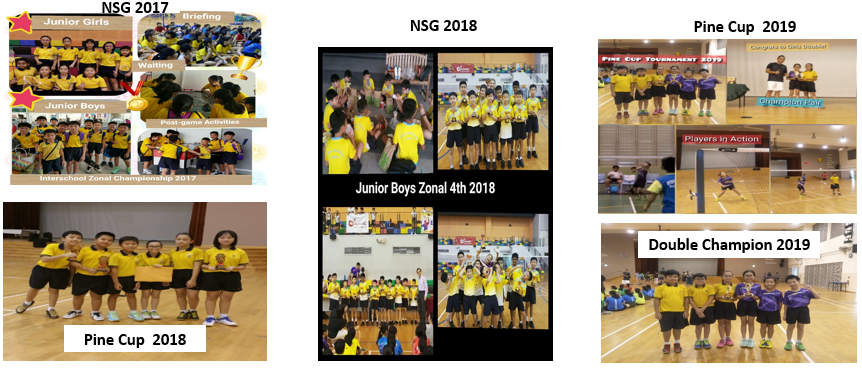 NSG 2017
Junior Girls
Briefing
Waiting
Junior Boys
Post-game Activities
Interschool Zonal Championship 2017
Pine Cup 2018
NSG 2018
Junior Boys Zonal 4th 2018
Pine Cup 2019
PINE CUP TOURNAMENT 2019
Congrats to Girls Double!
Champion Pair
Players in Action
Double Champion 2019